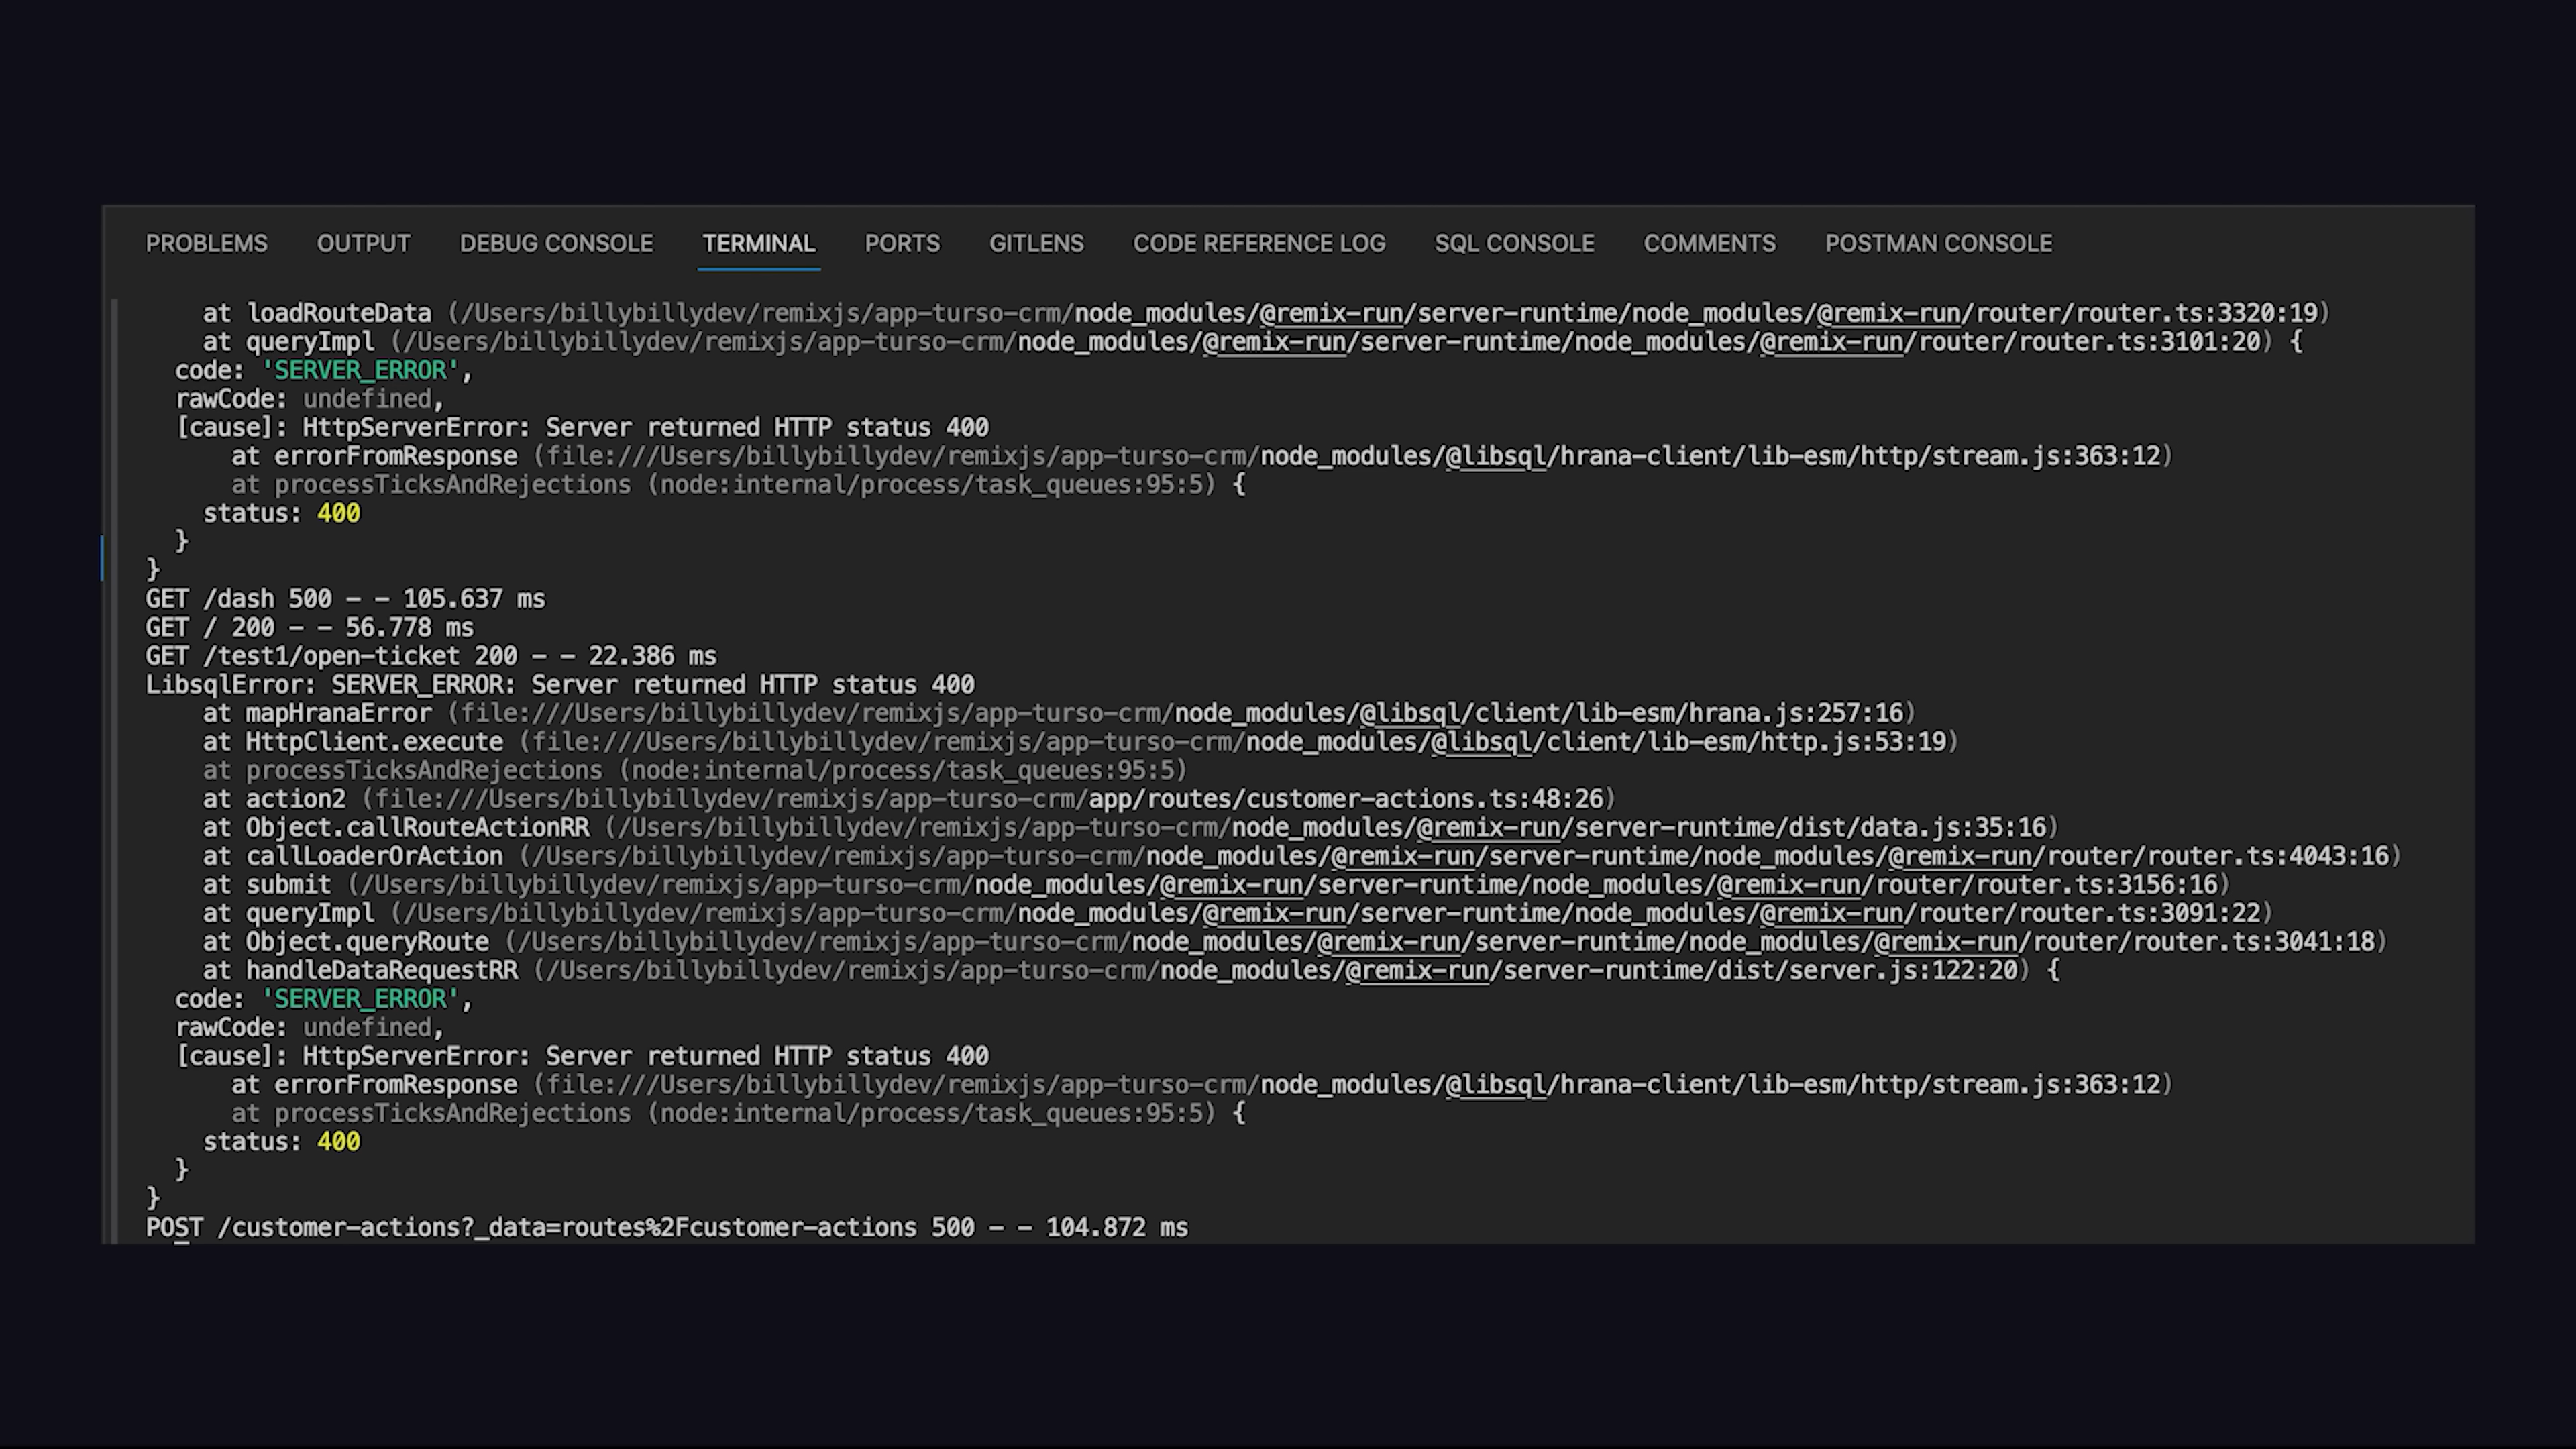 PROBLEMS OUTPUT DEBUG CONSOLE TERMINAL PORTS GITLENS CODE REFERENCE LOG SQL CONSOLE COMMENTS POSTMAN CONSOLE
    at loadRouteData (/Users/billybillydev/remixjs/app-turso-crm/node_modules/@remix-run/server-runtime/node_modules/@remix-run/router/router.ts:3320:19)
    at queryImpl (/Users/billybillydev/remixjs/app-turso-crm/node_modules/@remix-run/server-runtime/node_modules/@remix-run/router/router.ts:3101:20) {
  code: 'SERVER_ERROR',
  rawCode: undefined,
  [cause]: HttpServerError: Server returned HTTP status 400
      at errorFromResponse (file:///Users/billybillydev/remixjs/app-turso-crm/node_modules/@libsql/hrana-client/lib-esm/http/stream.js:363:12)
      at processTicksAndRejections (node:internal/process/task_queues:95:5) {
    status: 400
  }
}
GET /dash 500 - - 105.637 ms
GET / 200 - - 56.778 ms
GET /test1/open-ticket 200 - - 22.386 ms
LibsqlError: SERVER_ERROR: Server returned HTTP status 400
    at mapHranaError (file:///Users/billybillydev/remixjs/app-turso-crm/node_modules/@libsql/client/lib-esm/hrana.js:257:16)
    at HttpClient.execute (file:///Users/billybillydev/remixjs/app-turso-crm/node_modules/@libsql/client/lib-esm/http.js:53:19)
    at processTicksAndRejections (node:internal/process/task_queues:95:5)
    at action2 (file:///Users/billybillydev/remixjs/app-turso-crm/app/routes/customer-actions.ts:48:26)
    at Object.callRouteActionRR (/Users/billybillydev/remixjs/app-turso-crm/node_modules/@remix-run/server-runtime/dist/data.js:35:16)
    at callLoaderOrAction (/Users/billybillydev/remixjs/app-turso-crm/node_modules/@remix-run/server-runtime/node_modules/@remix-run/router/router.ts:4043:16)
    at submit (/Users/billybillydev/remixjs/app-turso-crm/node_modules/@remix-run/server-runtime/node_modules/@remix-run/router/router.ts:3156:16)
    at queryImpl (/Users/billybillydev/remixjs/app-turso-crm/node_modules/@remix-run/server-runtime/node_modules/@remix-run/router/router.ts:3091:22)
    at Object.queryRoute (/Users/billybillydev/remixjs/app-turso-crm/node_modules/@remix-run/server-runtime/node_modules/@remix-run/router/router.ts:3041:18)
    at handleDataRequestRR (/Users/billybillydev/remixjs/app-turso-crm/node_modules/@remix-run/server-runtime/dist/server.js:122:20) {
  code: 'SERVER_ERROR',
  rawCode: undefined,
  [cause]: HttpServerError: Server returned HTTP status 400
      at errorFromResponse (file:///Users/billybillydev/remixjs/app-turso-crm/node_modules/@libsql/hrana-client/lib-esm/http/stream.js:363:12)
      at processTicksAndRejections (node:internal/process/task_queues:95:5) {
    status: 400
  }
}
POST /customer-actions?_data=routes%2Fcustomer-actions 500 - - 104.872 ms